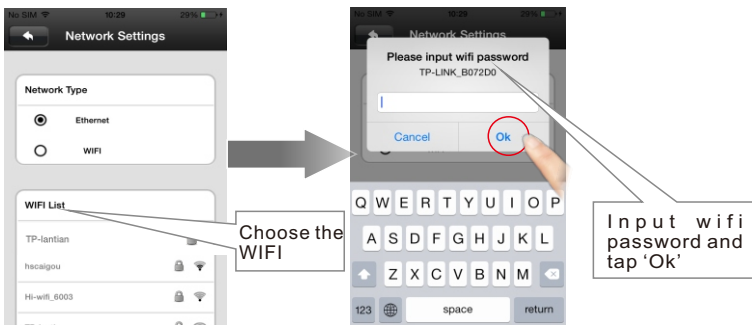 No SIM 10:29 29%
Network Settings
Network Type
Ethernet
WIFI
WIFI List
TP-lantian
hscaigou
Hi-wifi_6003
Choose the
WIFI
No SIM 10:29 29%
Network Settings
Please input wifi password
TP-LINK_B072D0
Cancel Ok
Q W E R T Y U I O P
A S D F G H J K L
Z X C V B N M
123 space return
Input wifi
password and
tap ‘Ok’